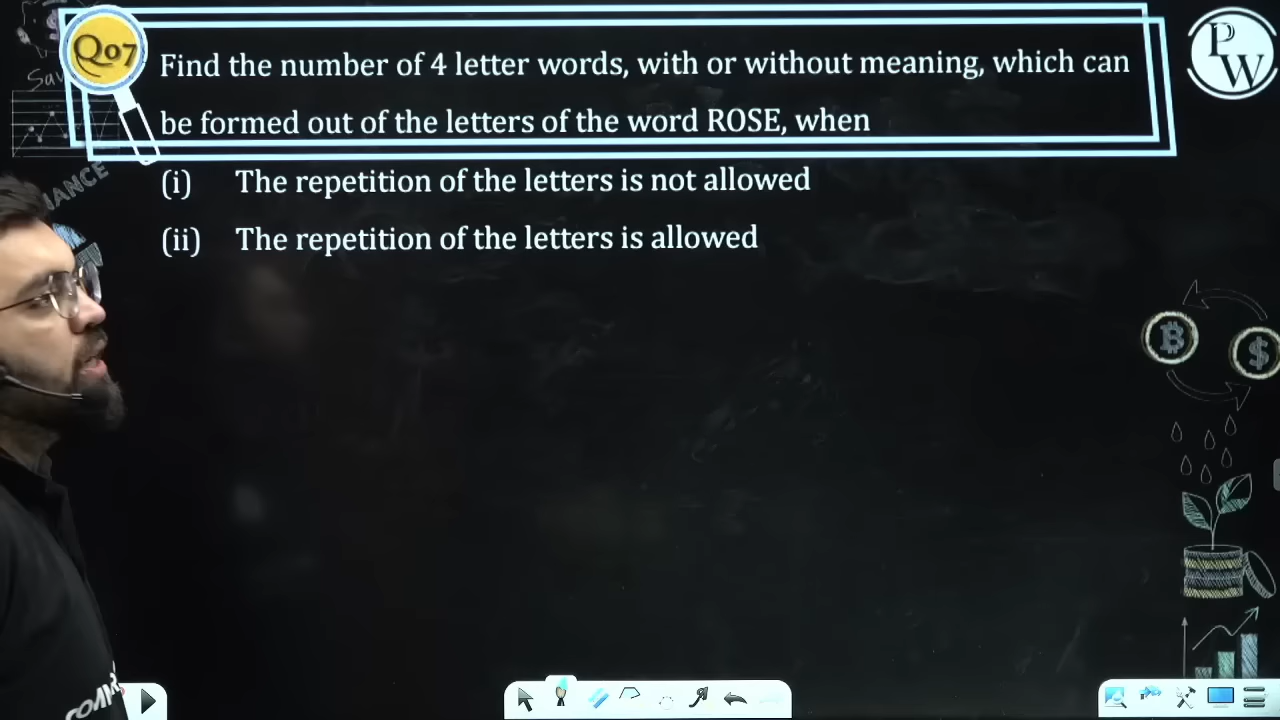 Q07
Find the number of 4 letter words, with or without meaning, which can
be formed out of the letters of the word ROSE, when
(i) The repetition of the letters is not allowed
(ii) The repetition of the letters is allowed
PW